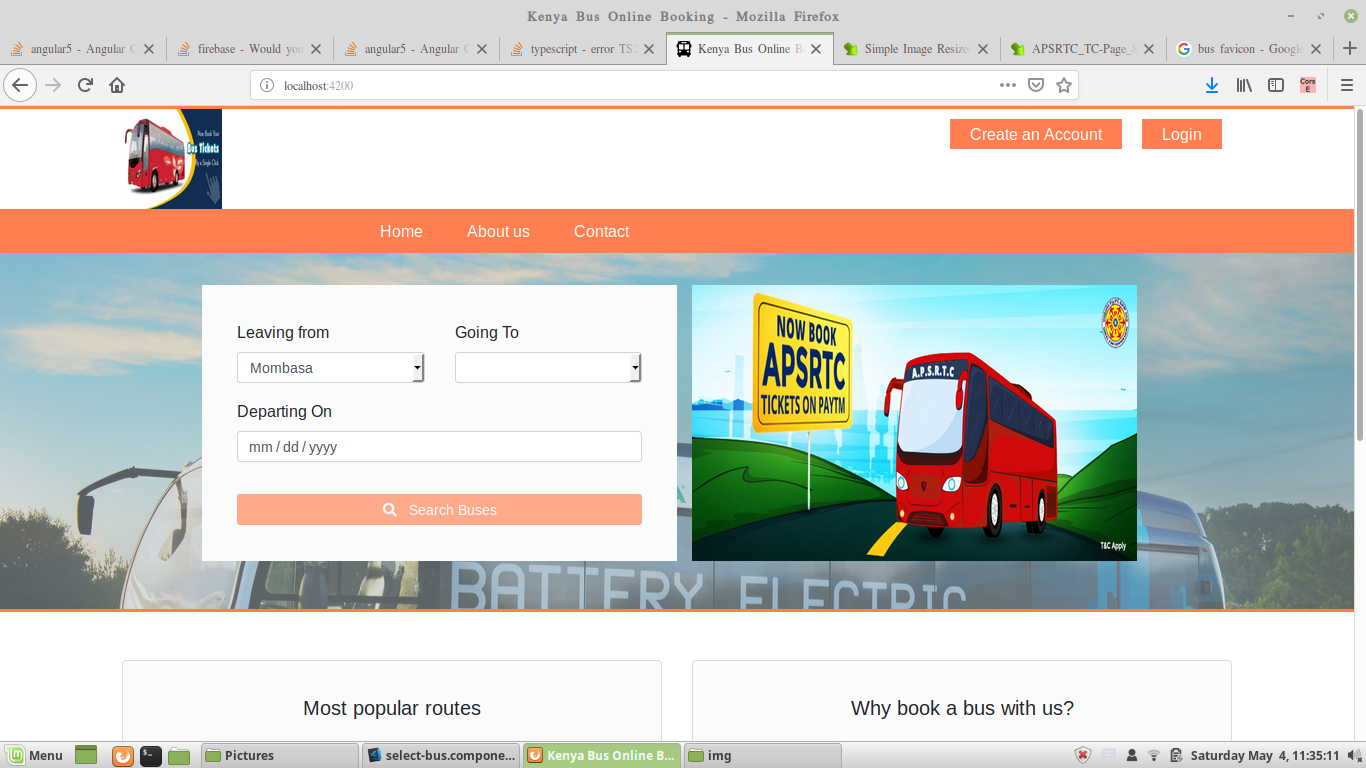 Kenya Bus Online Booking - Mozilla Firefox
angular5 - Angular
firebase - Would you
angular5 - Angular
typescript - error TS
Kenya Bus Online B
Simple Image Resizer
APSRTC_TC-Page_
bus favicon - Google
localhost:4200
Cors
E
Now Book Your
Bus Tickets
By a Single Click
Create an Account
Login
Home
About us
Contact
Leaving from
Going To
Mombasa
Departing On
mm / dd / yyyy
Search Buses
NOW BOOK
APSRTC
TICKETS ON PAYTM
A.P.S.R.T.C
T&C Apply
BATTERY ELECTRIC
Most popular routes
Why book a bus with us?
Menu
Pictures
select-bus.compone...
Kenya Bus Online B...
img
Saturday May 4, 11:35:11